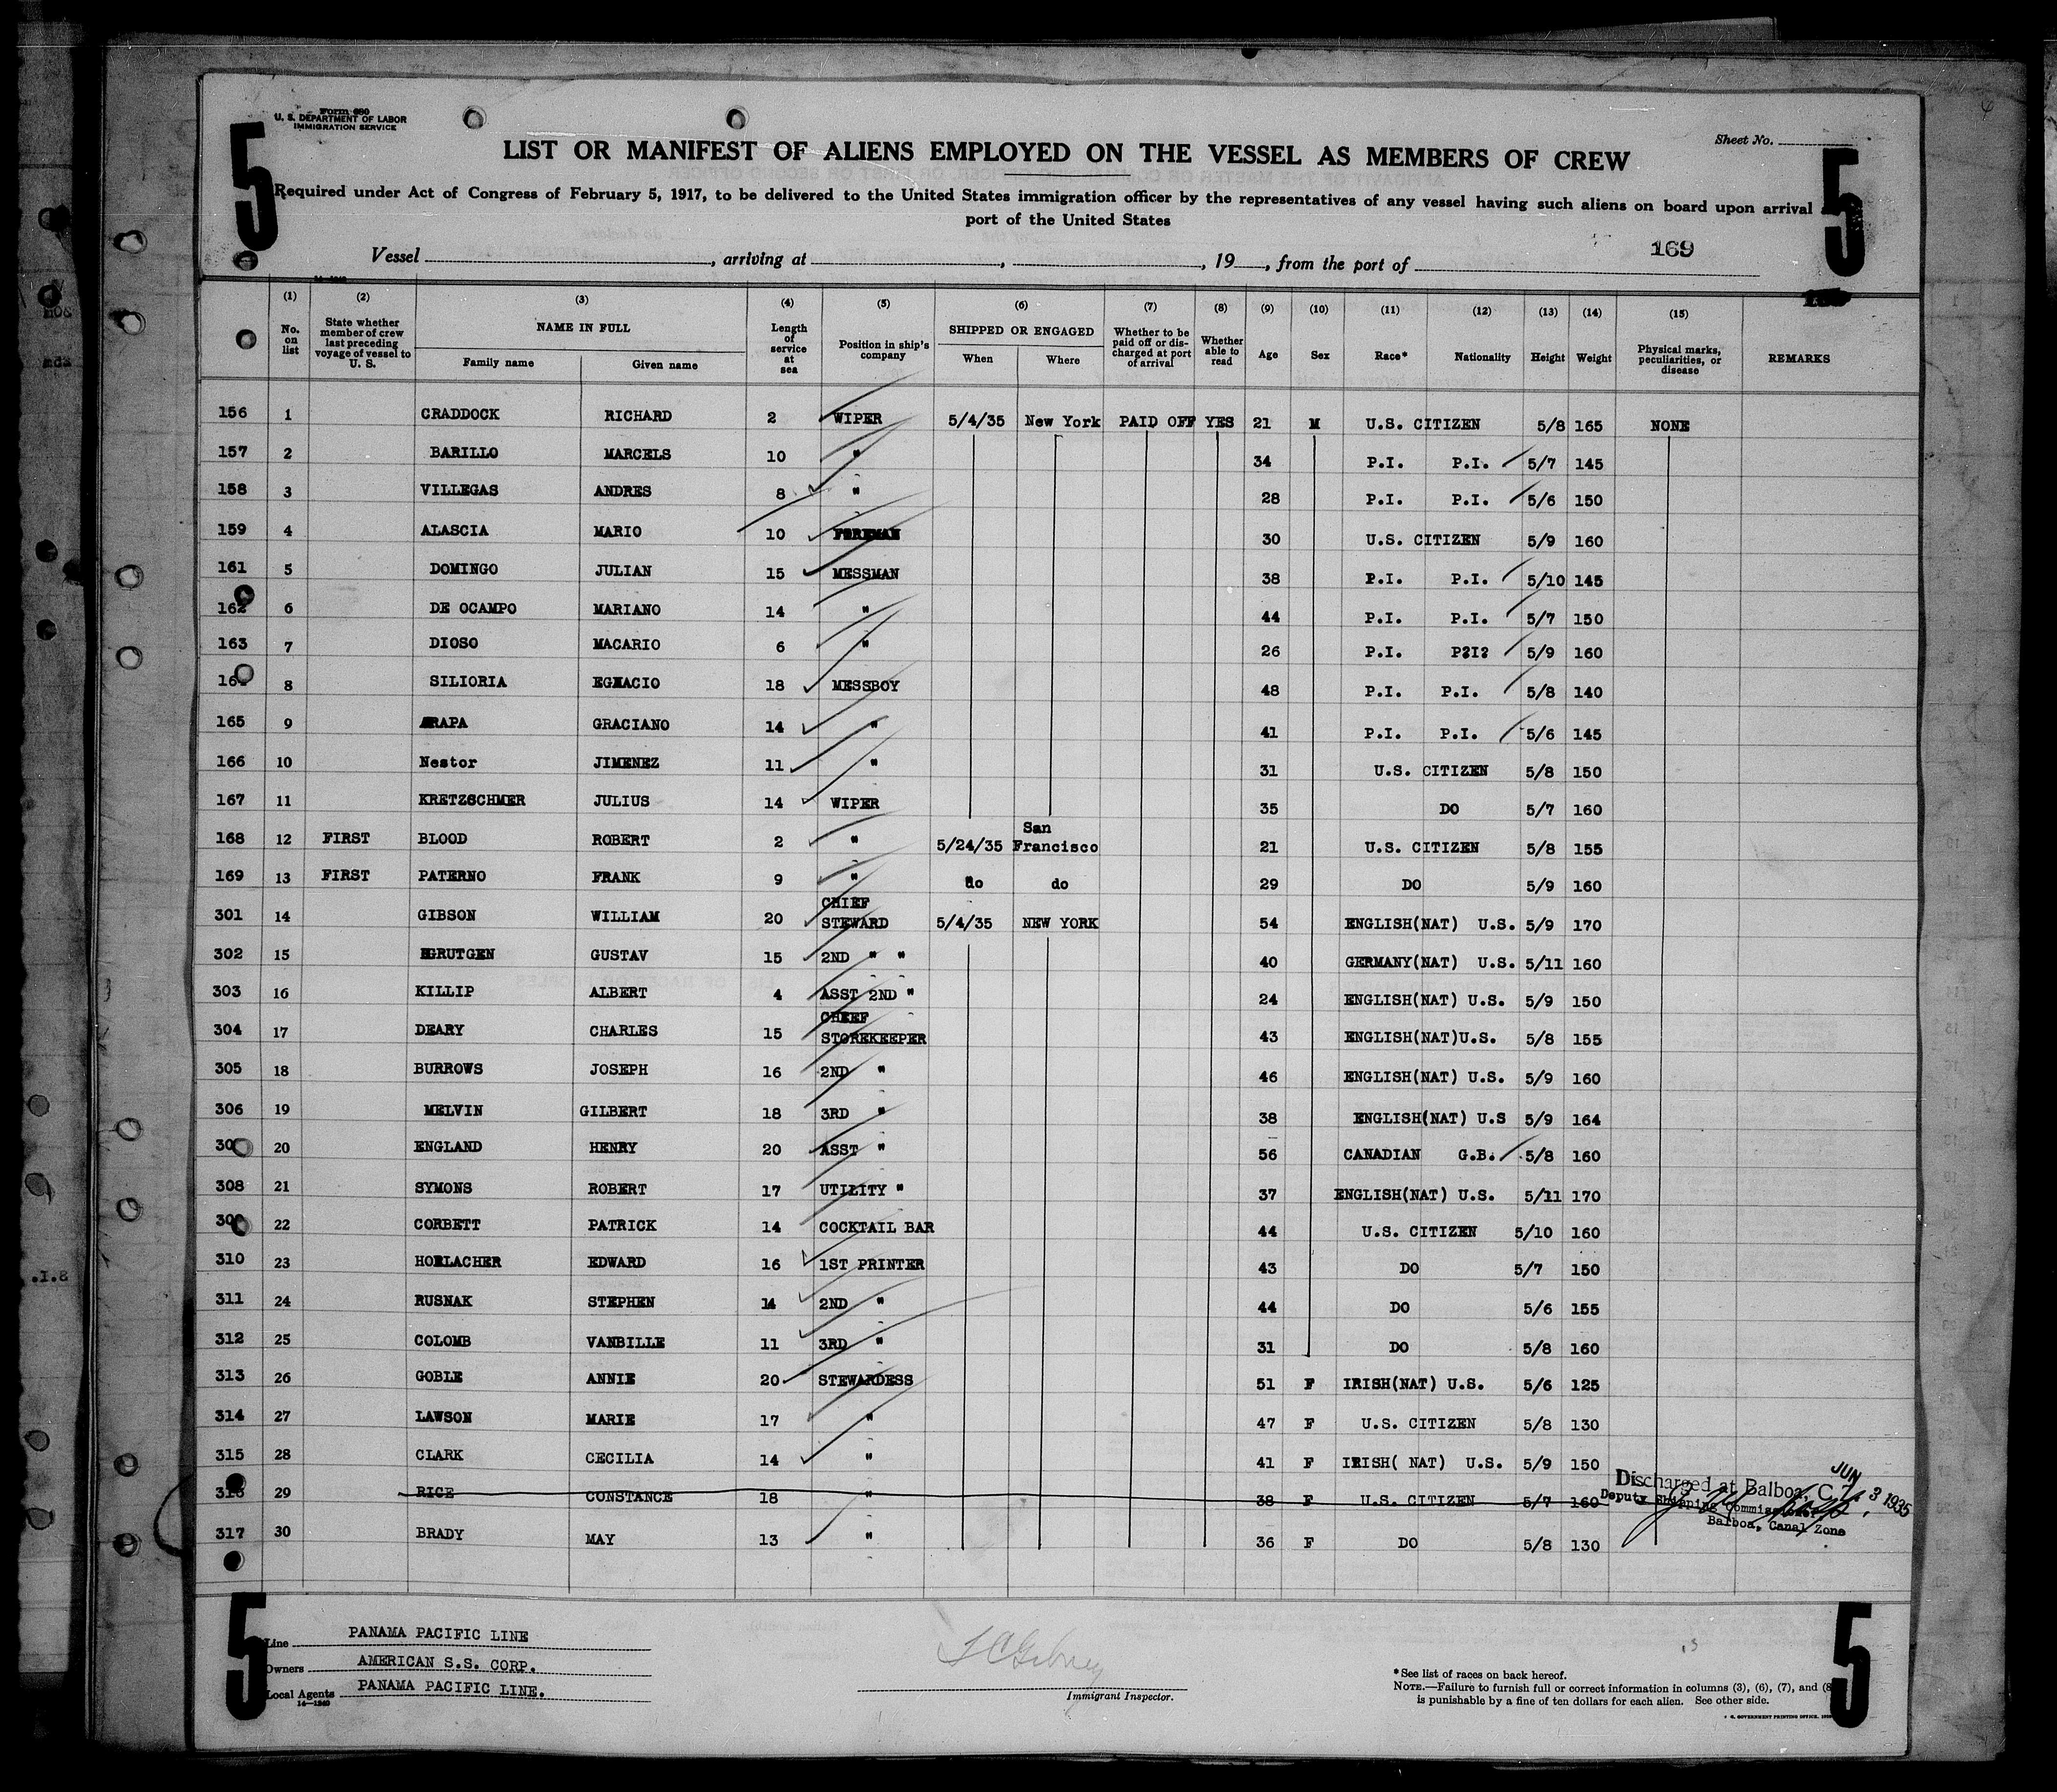 Form 680
U. S. DEPARTMENT OF LABOR
IMMIGRATION SERVICE
5
5
Sheet No.
LIST OR MANIFEST OF ALIENS EMPLOYED ON THE VESSEL AS MEMBERS OF CREW
Required under Act of Congress of February 5, 1917, to be delivered to the United States immigration officer by the representatives of any vessel having such aliens on board upon arrival
port of the United States
169
Vessel , arriving at , , 19 , from the port of
(1) (2) (3) (4) (5) (6) (7) (8) (9) (10) (11) (12) (13) (14) (15)
No. on list State whether member of crew last preceding voyage of vessel to U. S. NAME IN FULL Family name Given name Length of service at sea Position in ship's company SHIPPED OR ENGAGED When Where Whether to be paid off or discharged at port of arrival Whether able to read Age Sex Race* Nationality Height Weight Physical marks, peculiarities, or disease REMARKS
156 1 CRADDOCK RICHARD 2 WIPER 5/4/35 New York PAID OFF YES 21 M U.S. CITIZEN 5/8 165 NONE
157 2 BARILLO MARCELS 10 " 34 P.I. P.I. 5/7 145
158 3 VILLEGAS ANDRES 8 " 28 P.I. P.I. 5/6 150
159 4 ALASCIA MARIO 10 30 U.S. CITIZEN 5/9 160
161 5 DOMINGO JULIAN 15 MESSMAN 38 P.I. P.I. 5/10 145
162 6 DE OCAMPO MARIANO 14 " 44 P.I. P.I. 5/7 150
163 7 DIOSO MACARIO 6 " 26 P.I. P?I? 5/9 160
8 SILIORIA EGNACIO 18 MESSBOY 48 P.I. P.I. 5/8 140
165 9 GRACIANO 14 " 41 P.I. P.I. 5/6 145
166 10 Nestor JIMENEZ 11 " 31 U.S. CITIZEN 5/8 150
167 11 KRETZSCHMER JULIUS 14 WIPER 35 DO 5/7 160
168 12 FIRST BLOOD ROBERT 2 " 5/24/35 San Francisco 21 U.S. CITIZEN 5/8 155
169 13 FIRST PATERNO FRANK 9 " do do 29 DO 5/9 160
301 14 GIBSON WILLIAM 20 CHIEF STEWARD 5/4/35 NEW YORK 54 ENGLISH(NAT) U.S. 5/9 170
302 15 GUSTAV 15 2ND " " 40 GERMANY(NAT) U.S. 5/11 160
303 16 KILLIP ALBERT 4 ASST 2ND " 24 ENGLISH(NAT) U.S. 5/9 150
304 17 DEARY CHARLES 15 CHEEF STOREKEEPER 43 ENGLISH(NAT)U.S. 5/8 155
305 18 BURROWS JOSEPH 16 2ND " 46 ENGLISH(NAT) U.S. 5/9 160
306 19 MELVIN GILBERT 18 3RD " 38 ENGLISH(NAT) U.S 5/9 164
20 ENGLAND HENRY 20 ASST " 56 CANADIAN G.B. 5/8 160
308 21 SYMONS ROBERT 17 UTILITY " 37 ENGLISH(NAT) U.S. 5/11 170
22 CORBETT PATRICK 14 COCKTAIL BAR 44 U.S. CITIZEN 5/10 160
310 23 HORLACHER EDWARD 16 1ST PRINTER 43 DO 5/7 150
311 24 RUSNAK STEPHEN 14 2ND " 44 DO 5/6 155
312 25 COLOMB VANBILLE 11 3RD " 31 DO 5/8 160
313 26 GOBLE ANNIE 20 STEWARDESS 51 F IRISH(NAT) U.S. 5/6 125
314 27 LAWSON MARIE 17 " 47 F U.S. CITIZEN 5/8 130
315 28 CLARK CECILIA 14 " 41 F IRISH( NAT) U.S. 5/9 150
316 29 RICE CONSTANCE 18 " 38 F U.S. CITIZEN 5/7 160
Discharged at Balboa, C. Z. JUN 3 1935
Deputy Shipping Commissioner
Balboa, Canal Zone
317 30 BRADY MAY 13 " 36 F DO 5/8 130
5
5
Line PANAMA PACIFIC LINE
Owners AMERICAN S.S. CORP.
Local Agents PANAMA PACIFIC LINE.
14—1240
Immigrant Inspector.
*See list of races on back hereof.
NOTE.—Failure to furnish full or correct information in columns (3), (6), (7), and (8
is punishable by a fine of ten dollars for each alien. See other side.